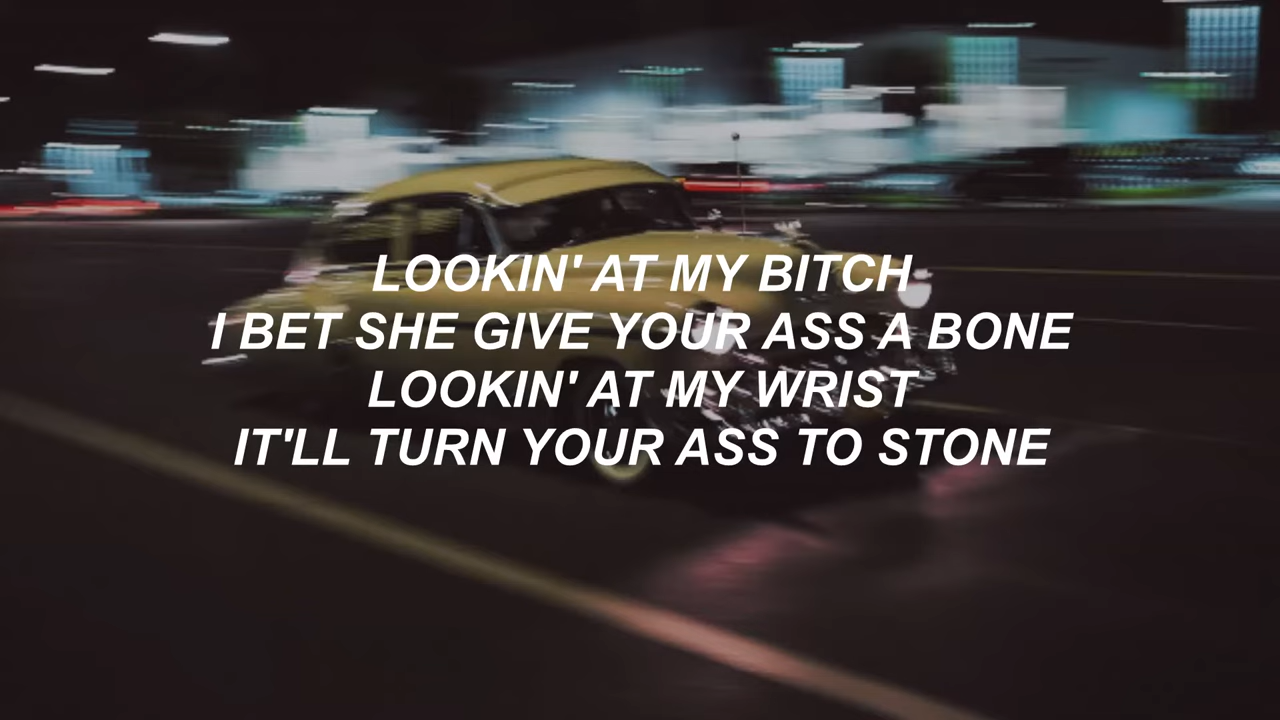 LOOKIN' AT MY BITCH
I BET SHE GIVE YOUR ASS A BONE
LOOKIN' AT MY WRIST
IT'LL TURN YOUR ASS TO STONE